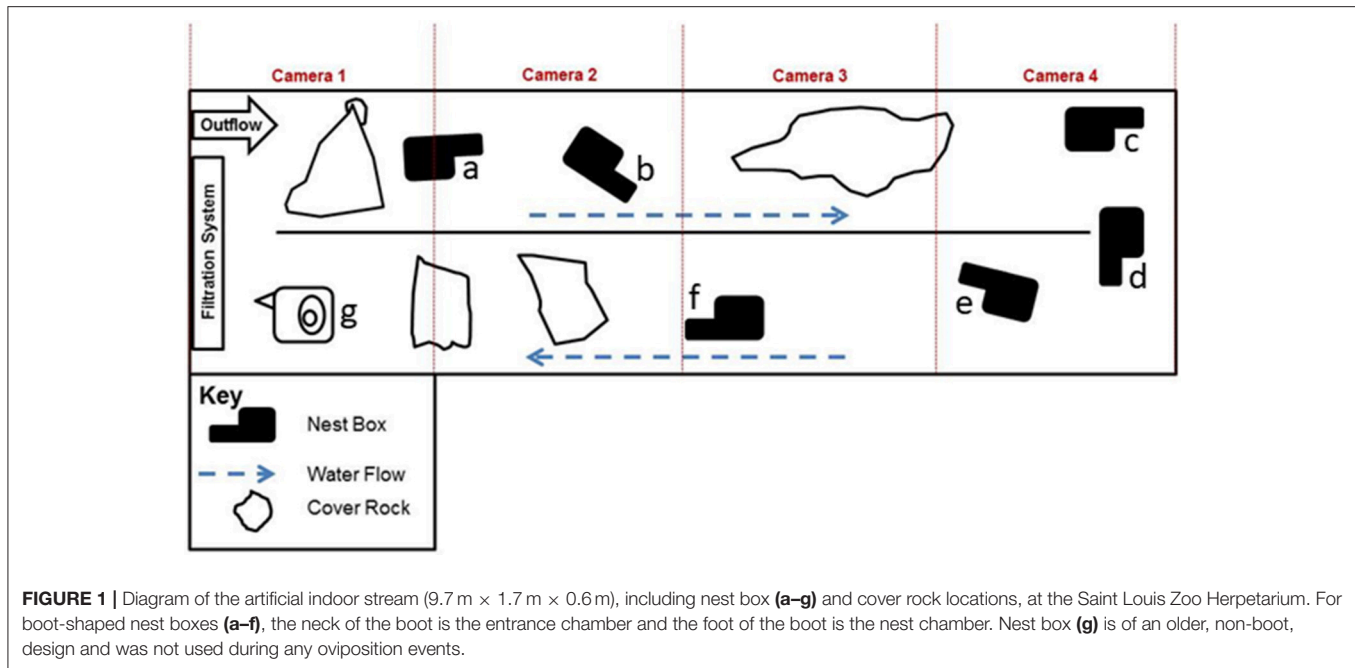 Camera 1 Camera 2 Camera 3 Camera 4
Outflow
Filtration System
a
b
c
d
e
f
g
Key
Nest Box
Water Flow
Cover Rock
FIGURE 1 | Diagram of the artificial indoor stream (9.7 m × 1.7 m × 0.6 m), including nest box (a–g) and cover rock locations, at the Saint Louis Zoo Herpetarium. For
boot-shaped nest boxes (a–f), the neck of the boot is the entrance chamber and the foot of the boot is the nest chamber. Nest box (g) is of an older, non-boot,
design and was not used during any oviposition events.